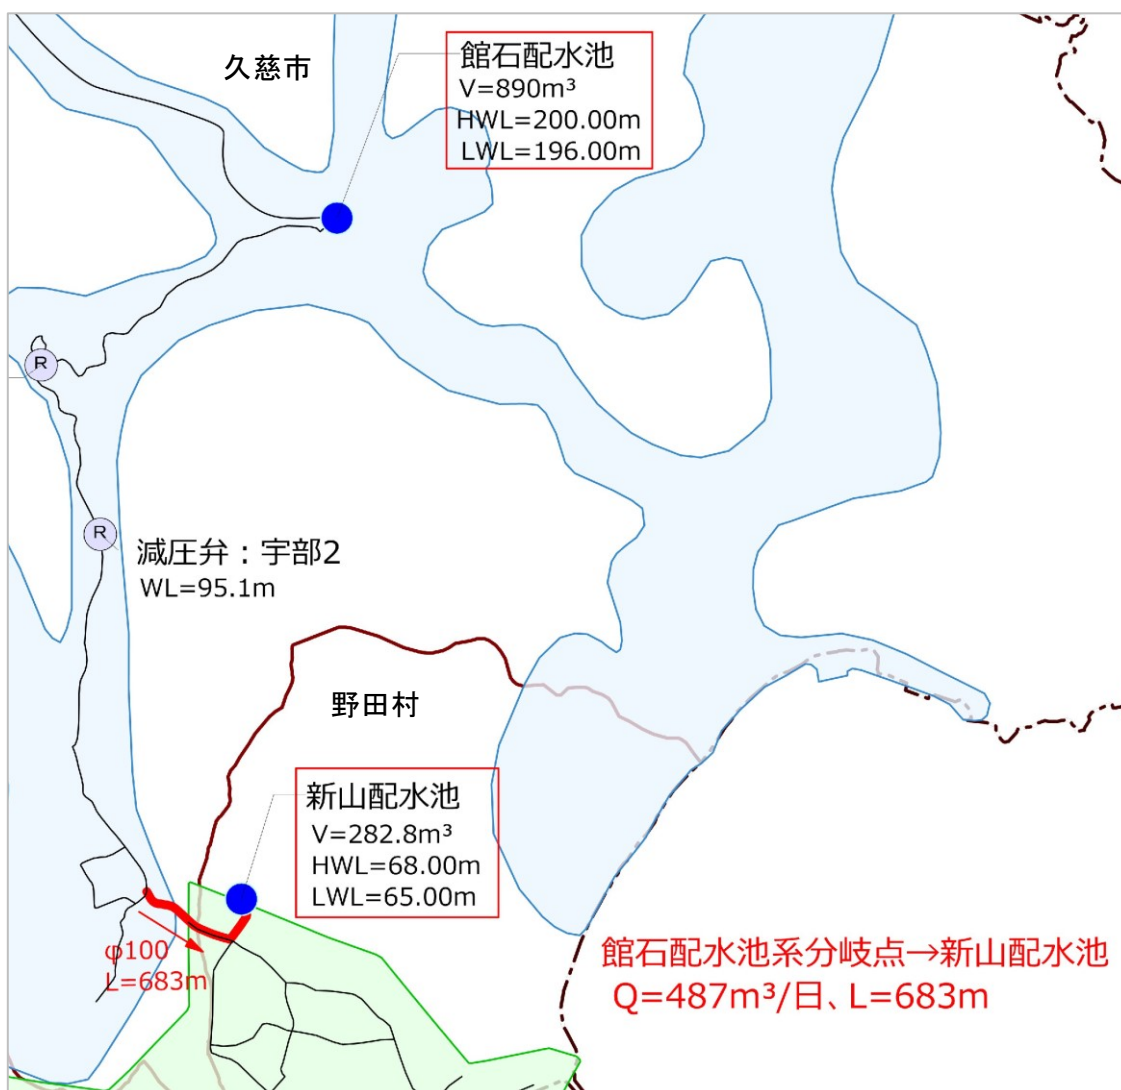 久慈市
館石配水池
V=890m³
HWL=200.00m
LWL=196.00m
R
R
減圧弁：宇部2
WL=95.1m
野田村
新山配水池
V=282.8m³
HWL=68.00m
LWL=65.00m
φ100
L=683m
館石配水池系分岐点→新山配水池
Q=487m³/日、L=683m